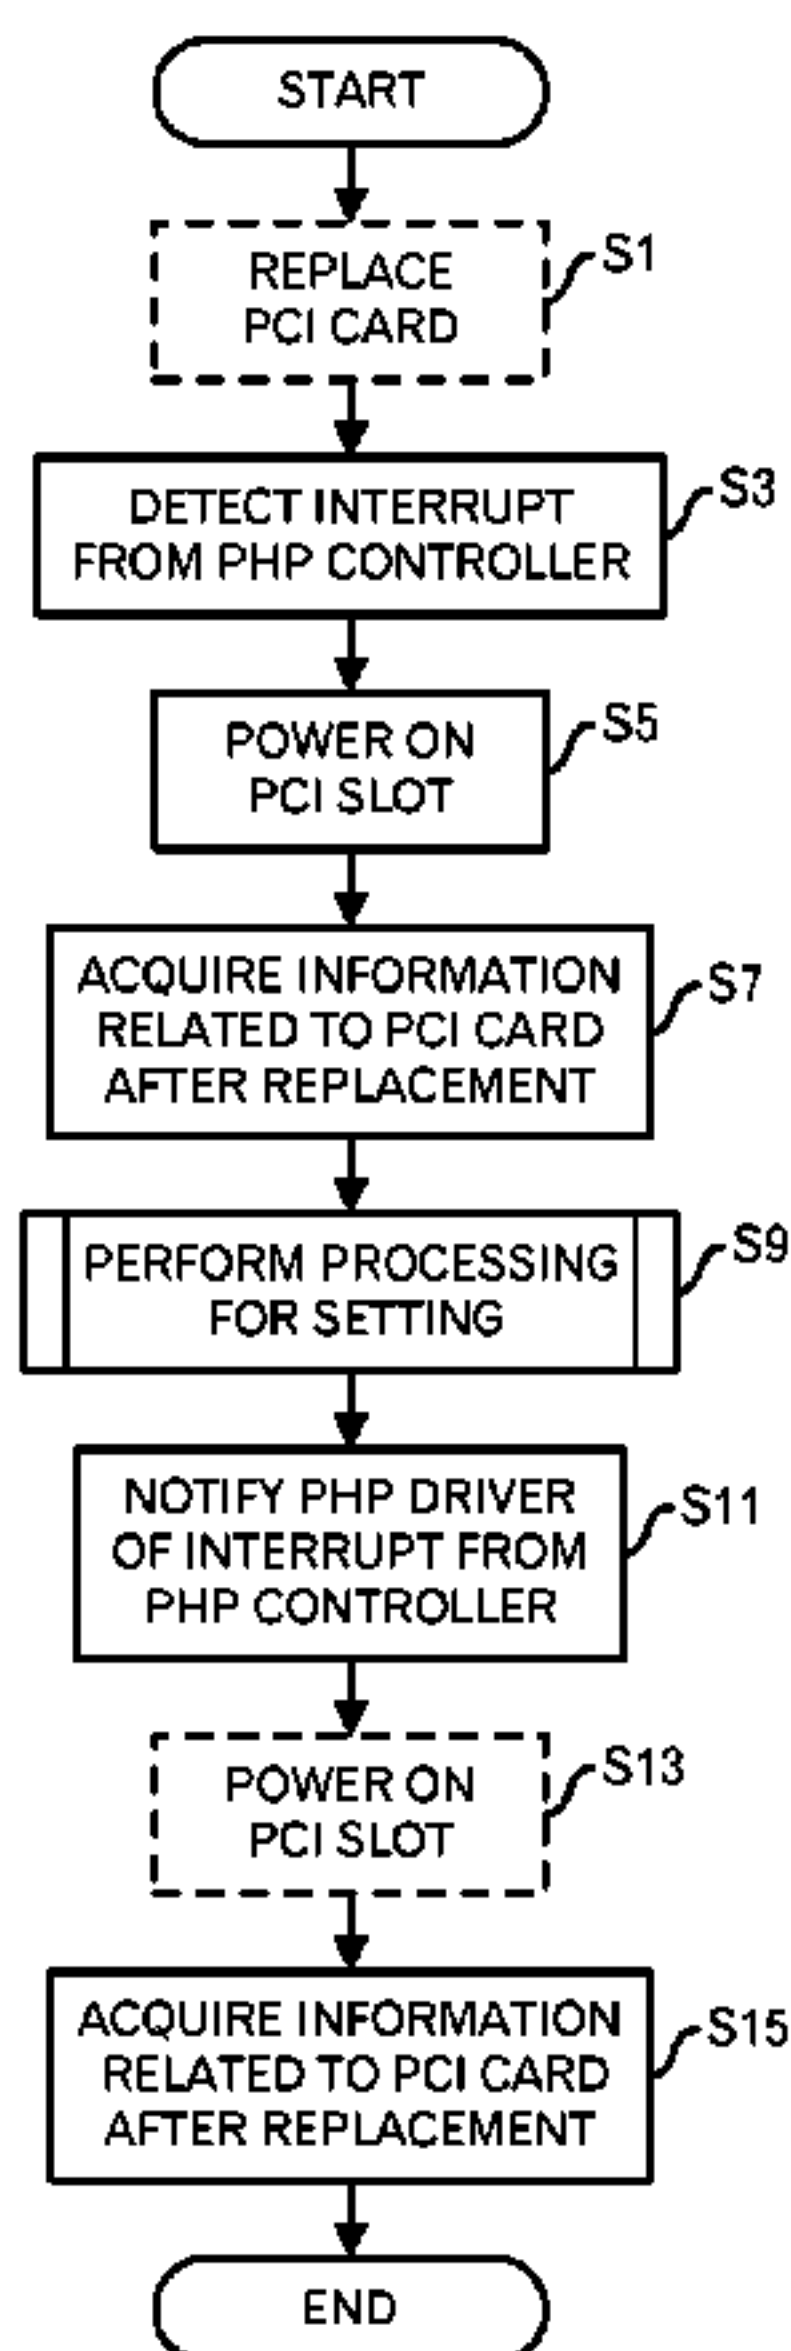 START
REPLACE
PCI CARD
S1
DETECT INTERRUPT
FROM PHP CONTROLLER
S3
POWER ON
PCI SLOT
S5
ACQUIRE INFORMATION
RELATED TO PCI CARD
AFTER REPLACEMENT
S7
PERFORM PROCESSING
FOR SETTING
S9
NOTIFY PHP DRIVER
OF INTERRUPT FROM
PHP CONTROLLER
S11
POWER ON
PCI SLOT
S13
ACQUIRE INFORMATION
RELATED TO PCI CARD
AFTER REPLACEMENT
S15
END